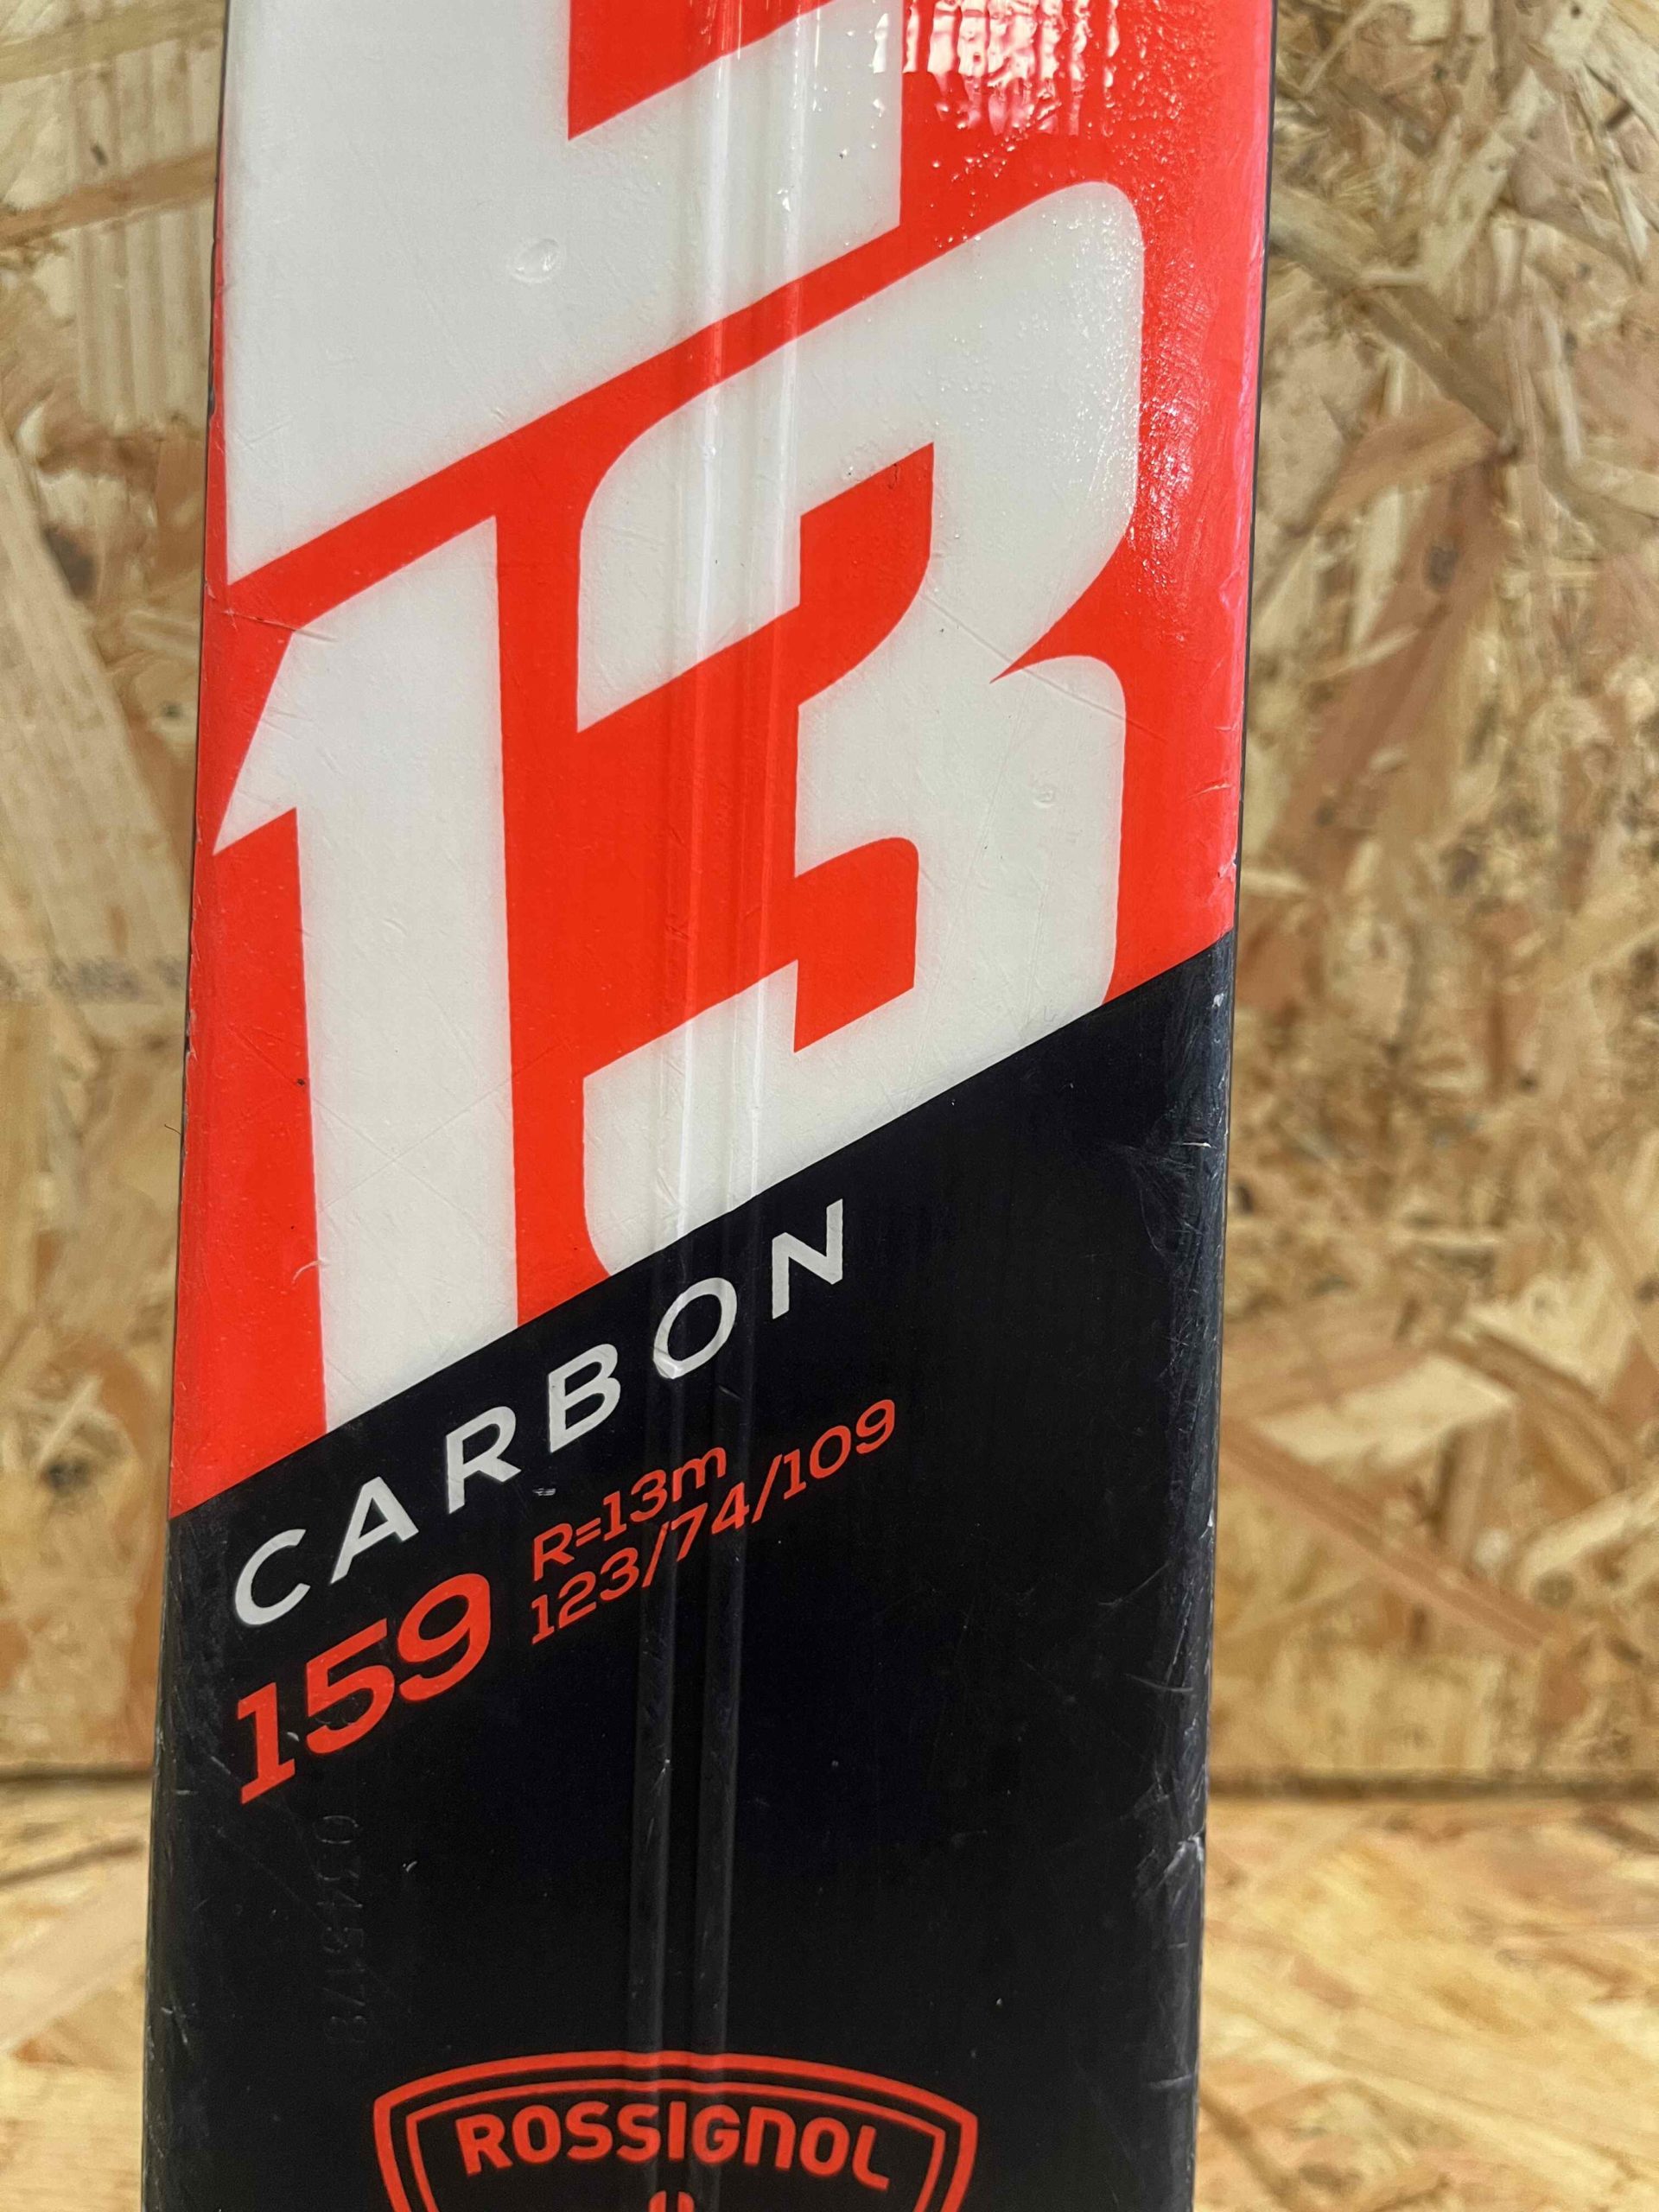 13
CARBON
159
R=13m
123/74/109
ROSSIGNOL